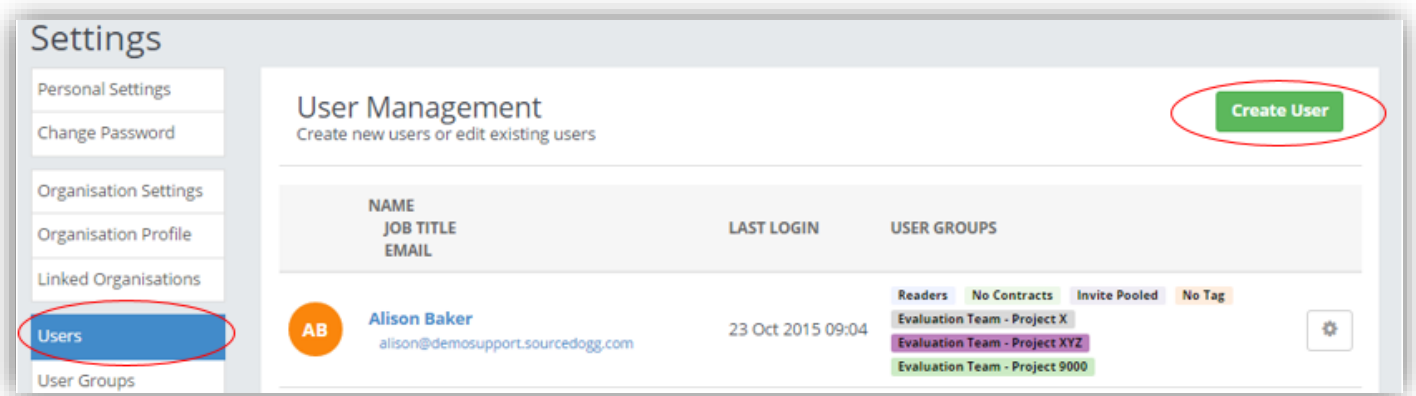 Settings
Personal Settings
Change Password
Organisation Settings
Organisation Profile
Linked Organisations
Users
User Groups
User Management
Create new users or edit existing users
Create User
NAME
JOB TITLE
EMAIL
LAST LOGIN
USER GROUPS
AB
Alison Baker
alison@demosupport.sourcedogg.com
23 Oct 2015 09:04
Readers No Contracts Invite Pooled No Tag
Evaluation Team - Project X
Evaluation Team - Project XYZ
Evaluation Team - Project 9000